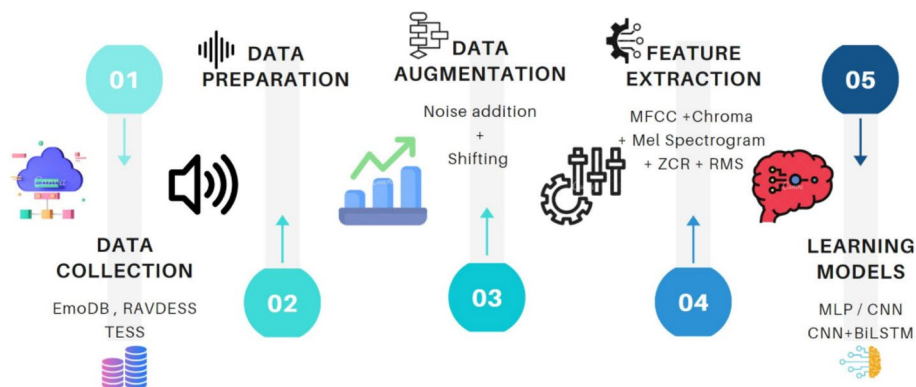 01
DATA
COLLECTION
EmoDB , RAVDESS
TESS
DATA
PREPARATION
02
DATA
AUGMENTATION
Noise addition
+
Shifting
03
FEATURE
EXTRACTION
MFCC +Chroma
+ Mel Spectrogram
+ ZCR + RMS
04
05
LEARNING
MODELS
MLP / CNN
CNN+BiLSTM